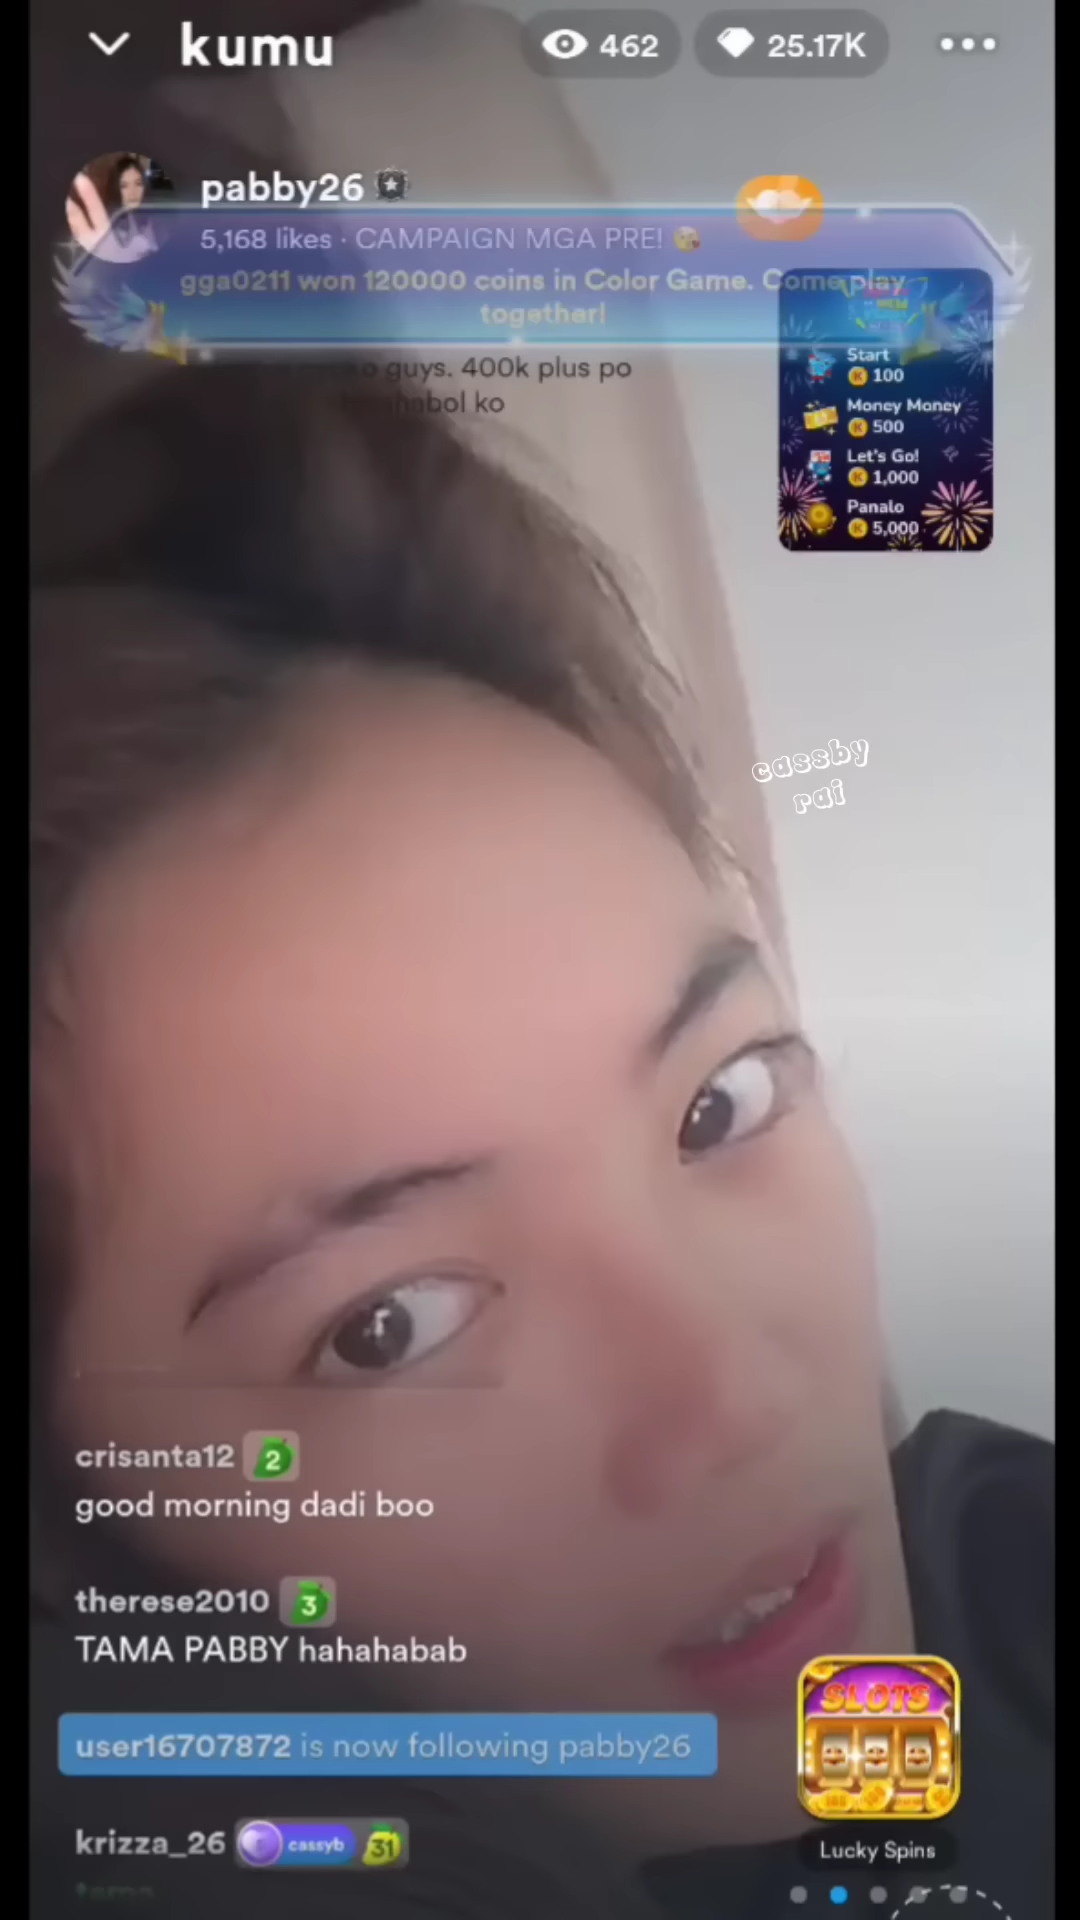 kumu
462
25.17K
pabby26
5,168 likes · CAMPAIGN MGA PRE!
gga0211 won 120000 coins in Color Game. Come play
together!
guys. 400k plus po
ko
Start
100
Money Money
500
Let's Go!
1,000
Panalo
5,000
cassby
rai
crisanta12 2
good morning dadi boo
therese2010 3
TAMA PABBY hahahabab
user16707872 is now following pabby26
krizza_26 cassyb 31
tama
SLOTS
Lucky Spins